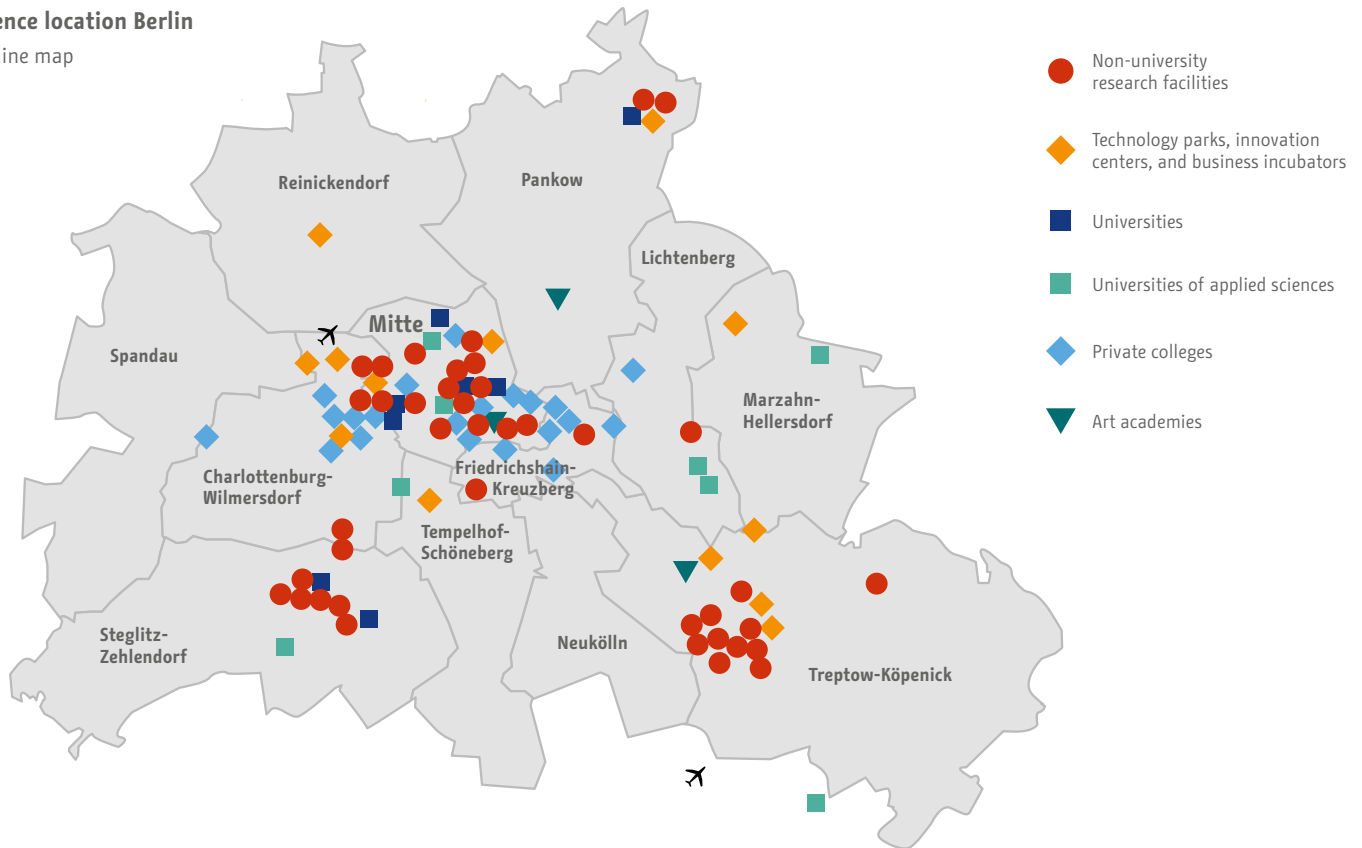 ence location Berlin
ine map
Reinickendorf
Pankow
Lichtenberg
Mitte
Spandau
Marzahn-
Hellersdorf
Charlottenburg-
Wilmersdorf
Friedrichshain-
Kreuzberg
Tempelhof-
Schöneberg
Steglitz-
Zehlendorf
Neukölln
Treptow-Köpenick
Non-university
research facilities
Technology parks, innovation
centers, and business incubators
Universities
Universities of applied sciences
Private colleges
Art academies